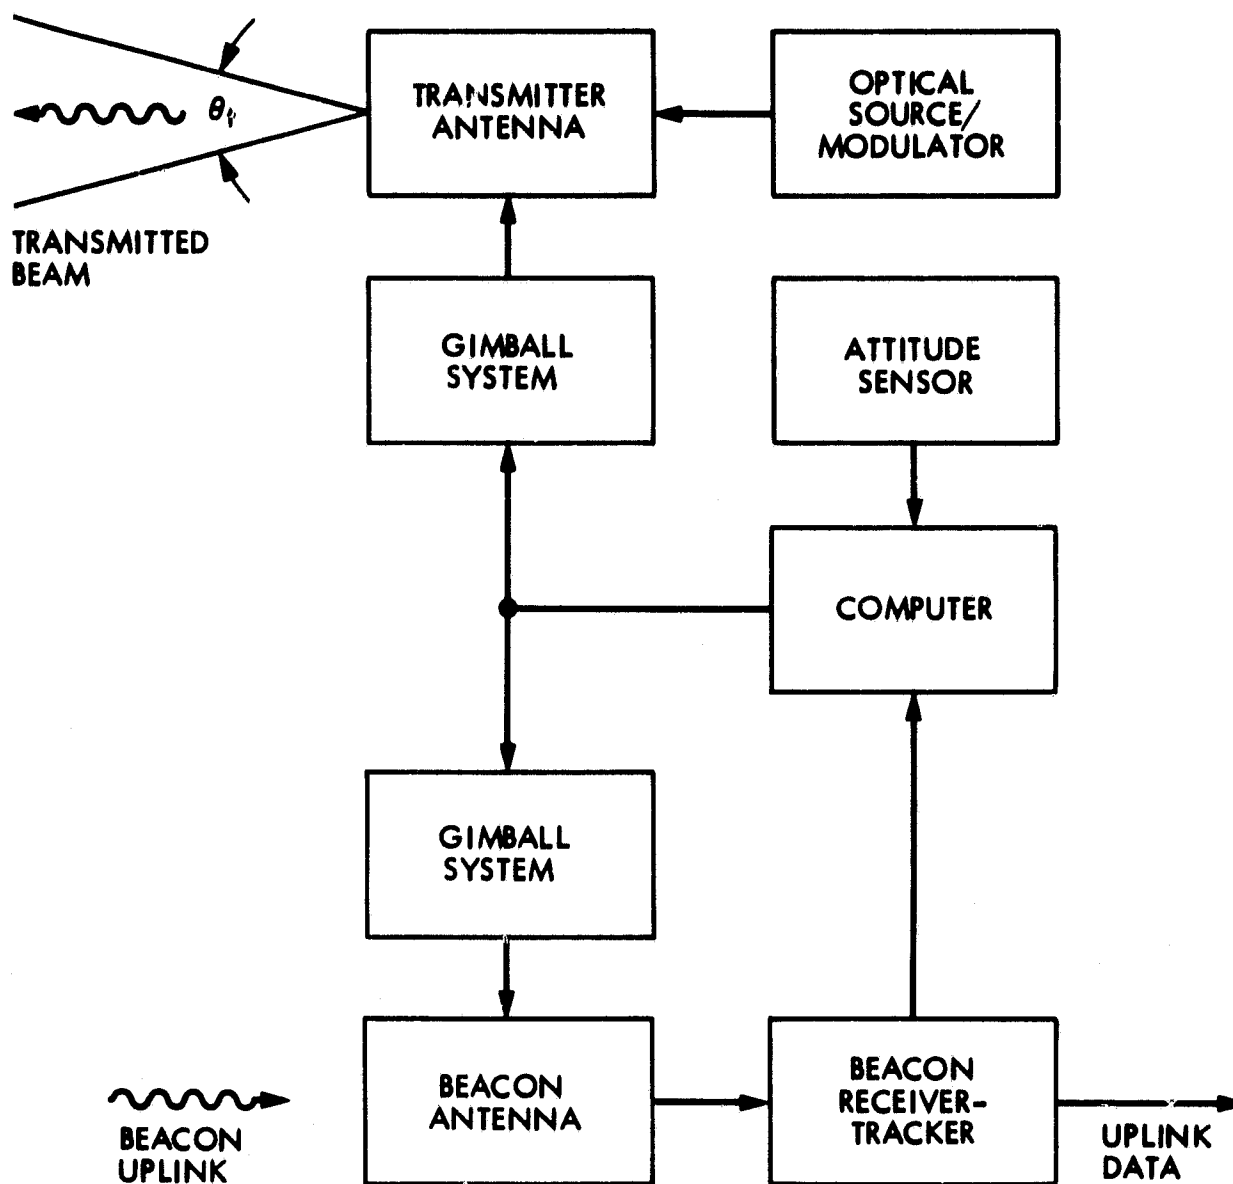 TRANSMITTER
ANTENNA
OPTICAL
SOURCE/
MODULATOR
TRANSMITTED
BEAM
GIMBALL
SYSTEM
ATTITUDE
SENSOR
COMPUTER
GIMBALL
SYSTEM
BEACON
UPLINK
BEACON
ANTENNA
BEACON
RECEIVER-
TRACKER
UPLINK
DATA